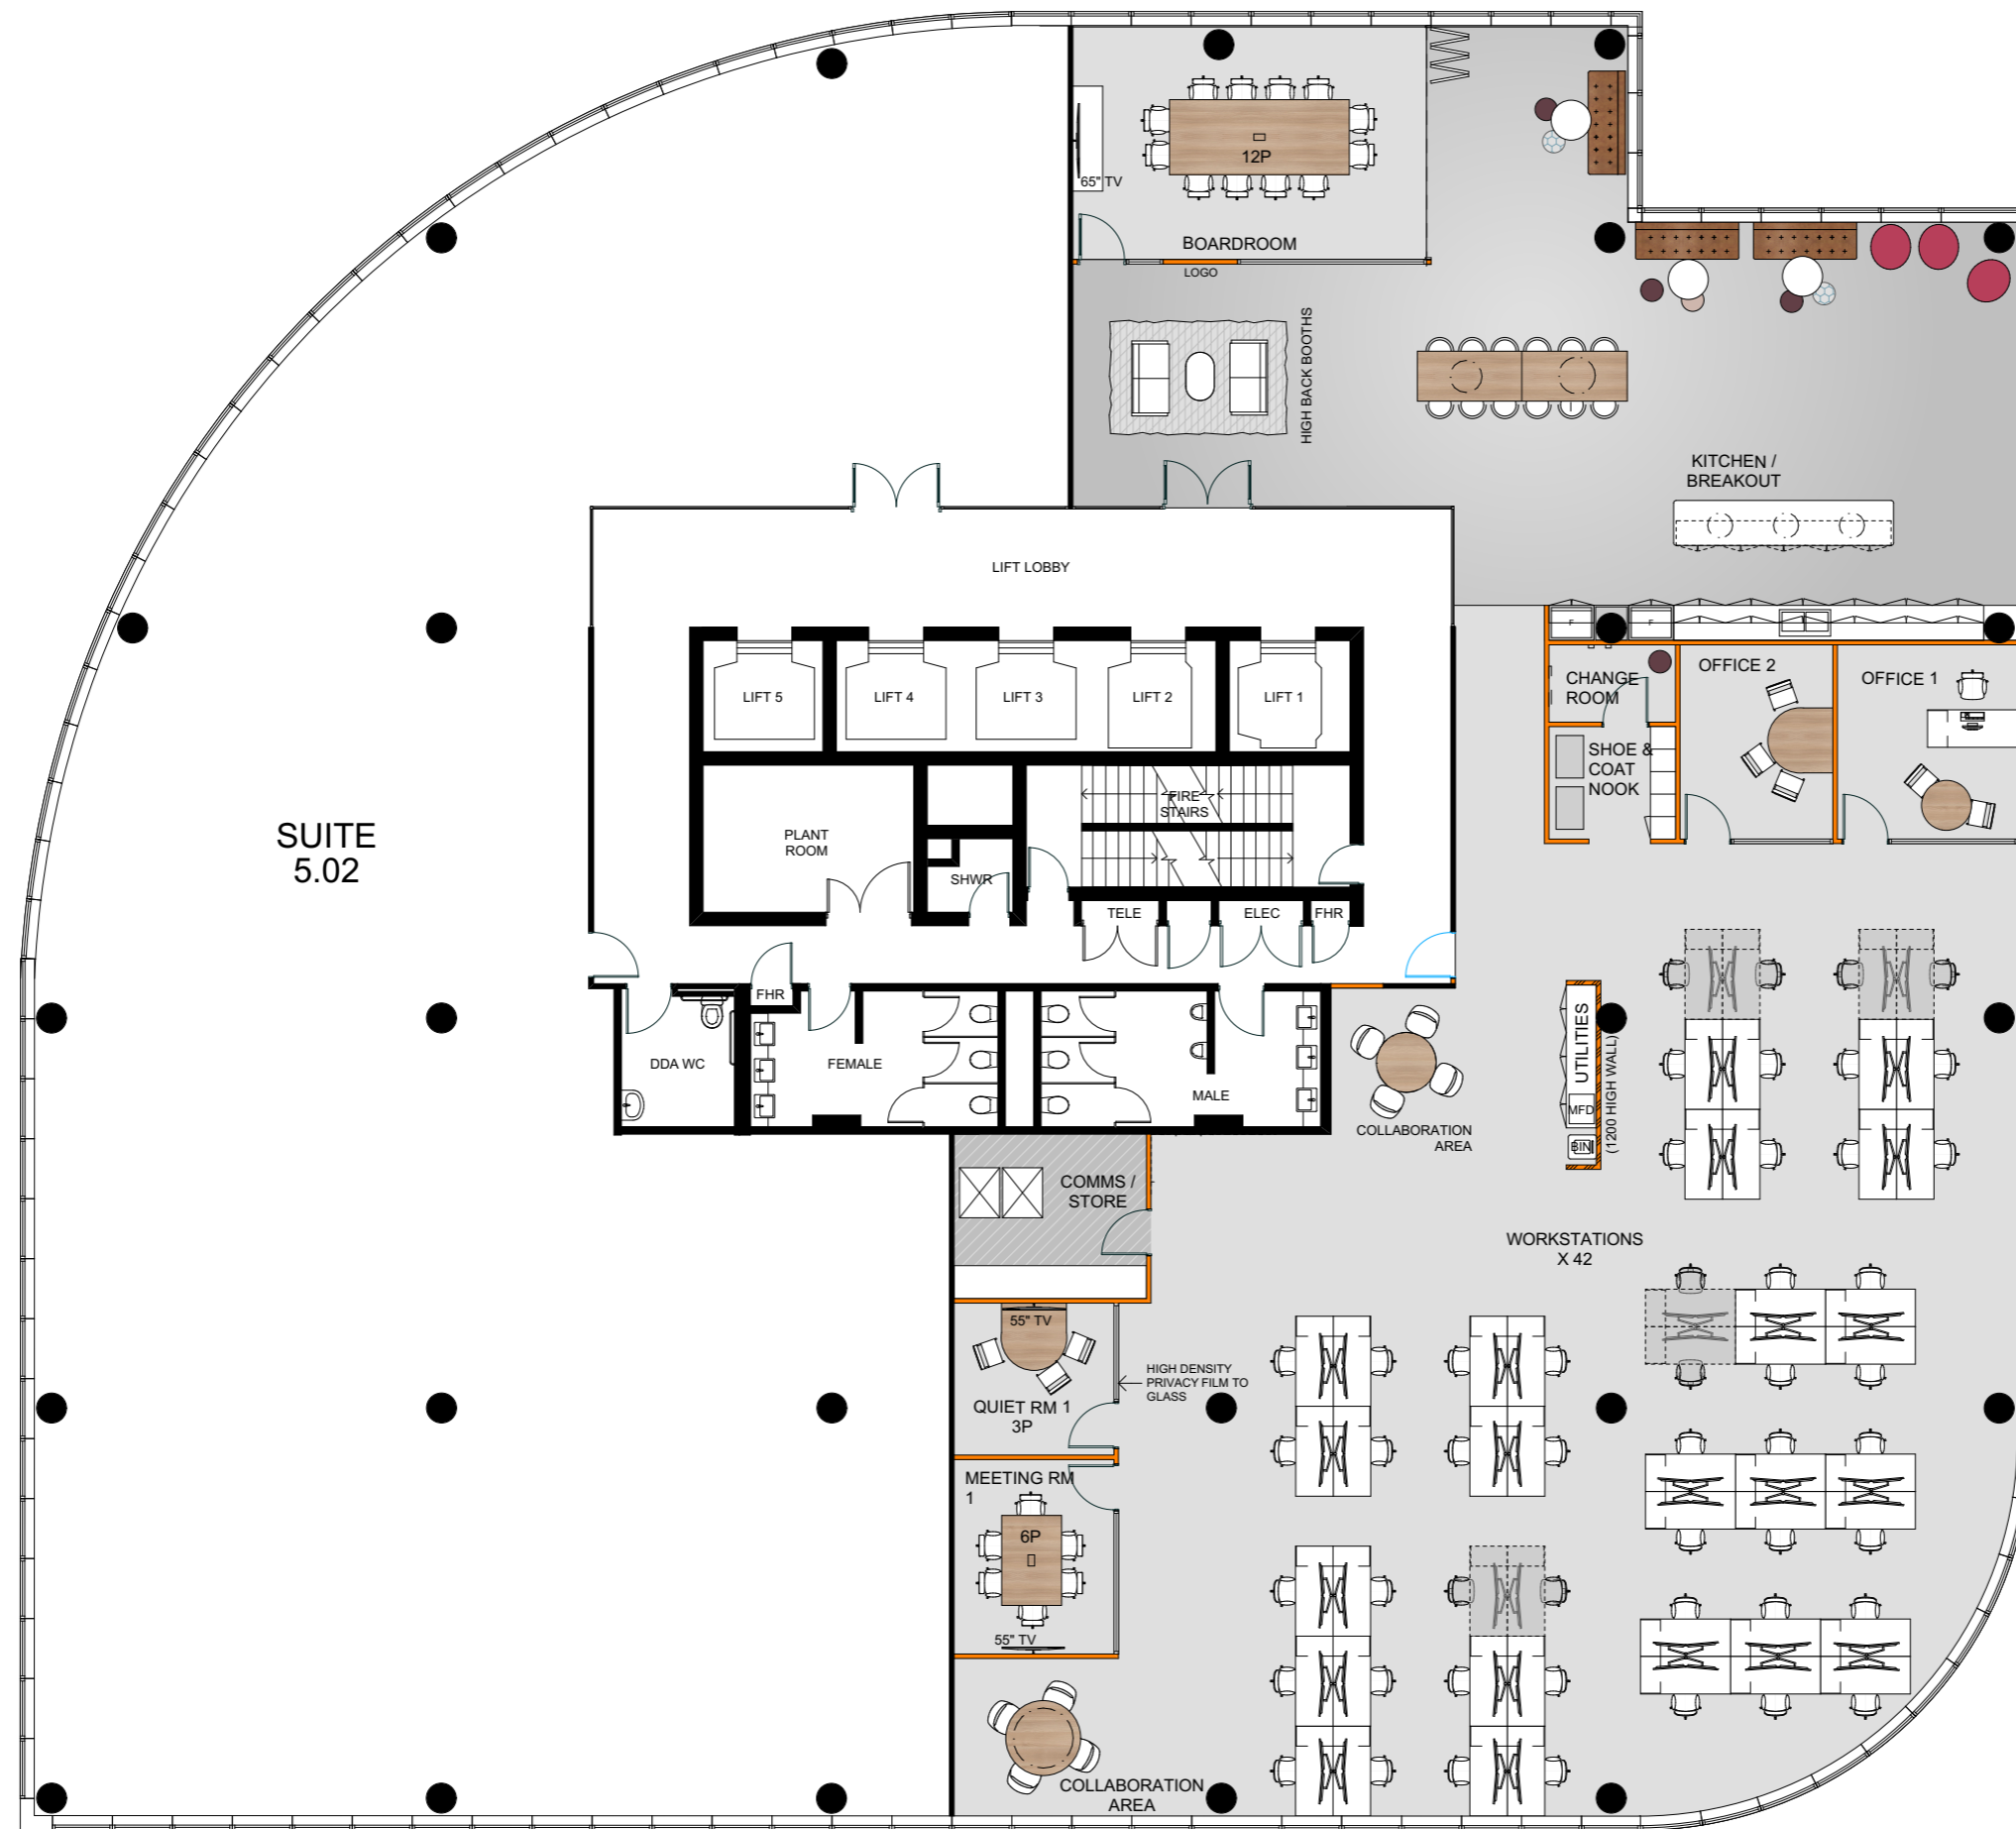 12P
65" TV
BOARDROOM
LOGO
HIGH BACK BOOTHS
KITCHEN /
BREAKOUT
LIFT LOBBY
F
F
LIFT 5
LIFT 4
LIFT 3
LIFT 2
LIFT 1
CHANGE
ROOM
OFFICE 2
OFFICE 1
SHOE &
COAT
NOOK
SUITE
5.02
PLANT
ROOM
FIRE
STAIRS
SHWR
TELE
ELEC
FHR
FHR
DDA WC
FEMALE
MALE
COLLABORATION
AREA
UTILITIES
(1200 HIGH WALL)
MFD
BIN
COMMS /
STORE
WORKSTATIONS
X 42
55" TV
HIGH DENSITY
PRIVACY FILM TO
GLASS
QUIET RM 1
3P
MEETING RM
1
6P
55" TV
COLLABORATION
AREA